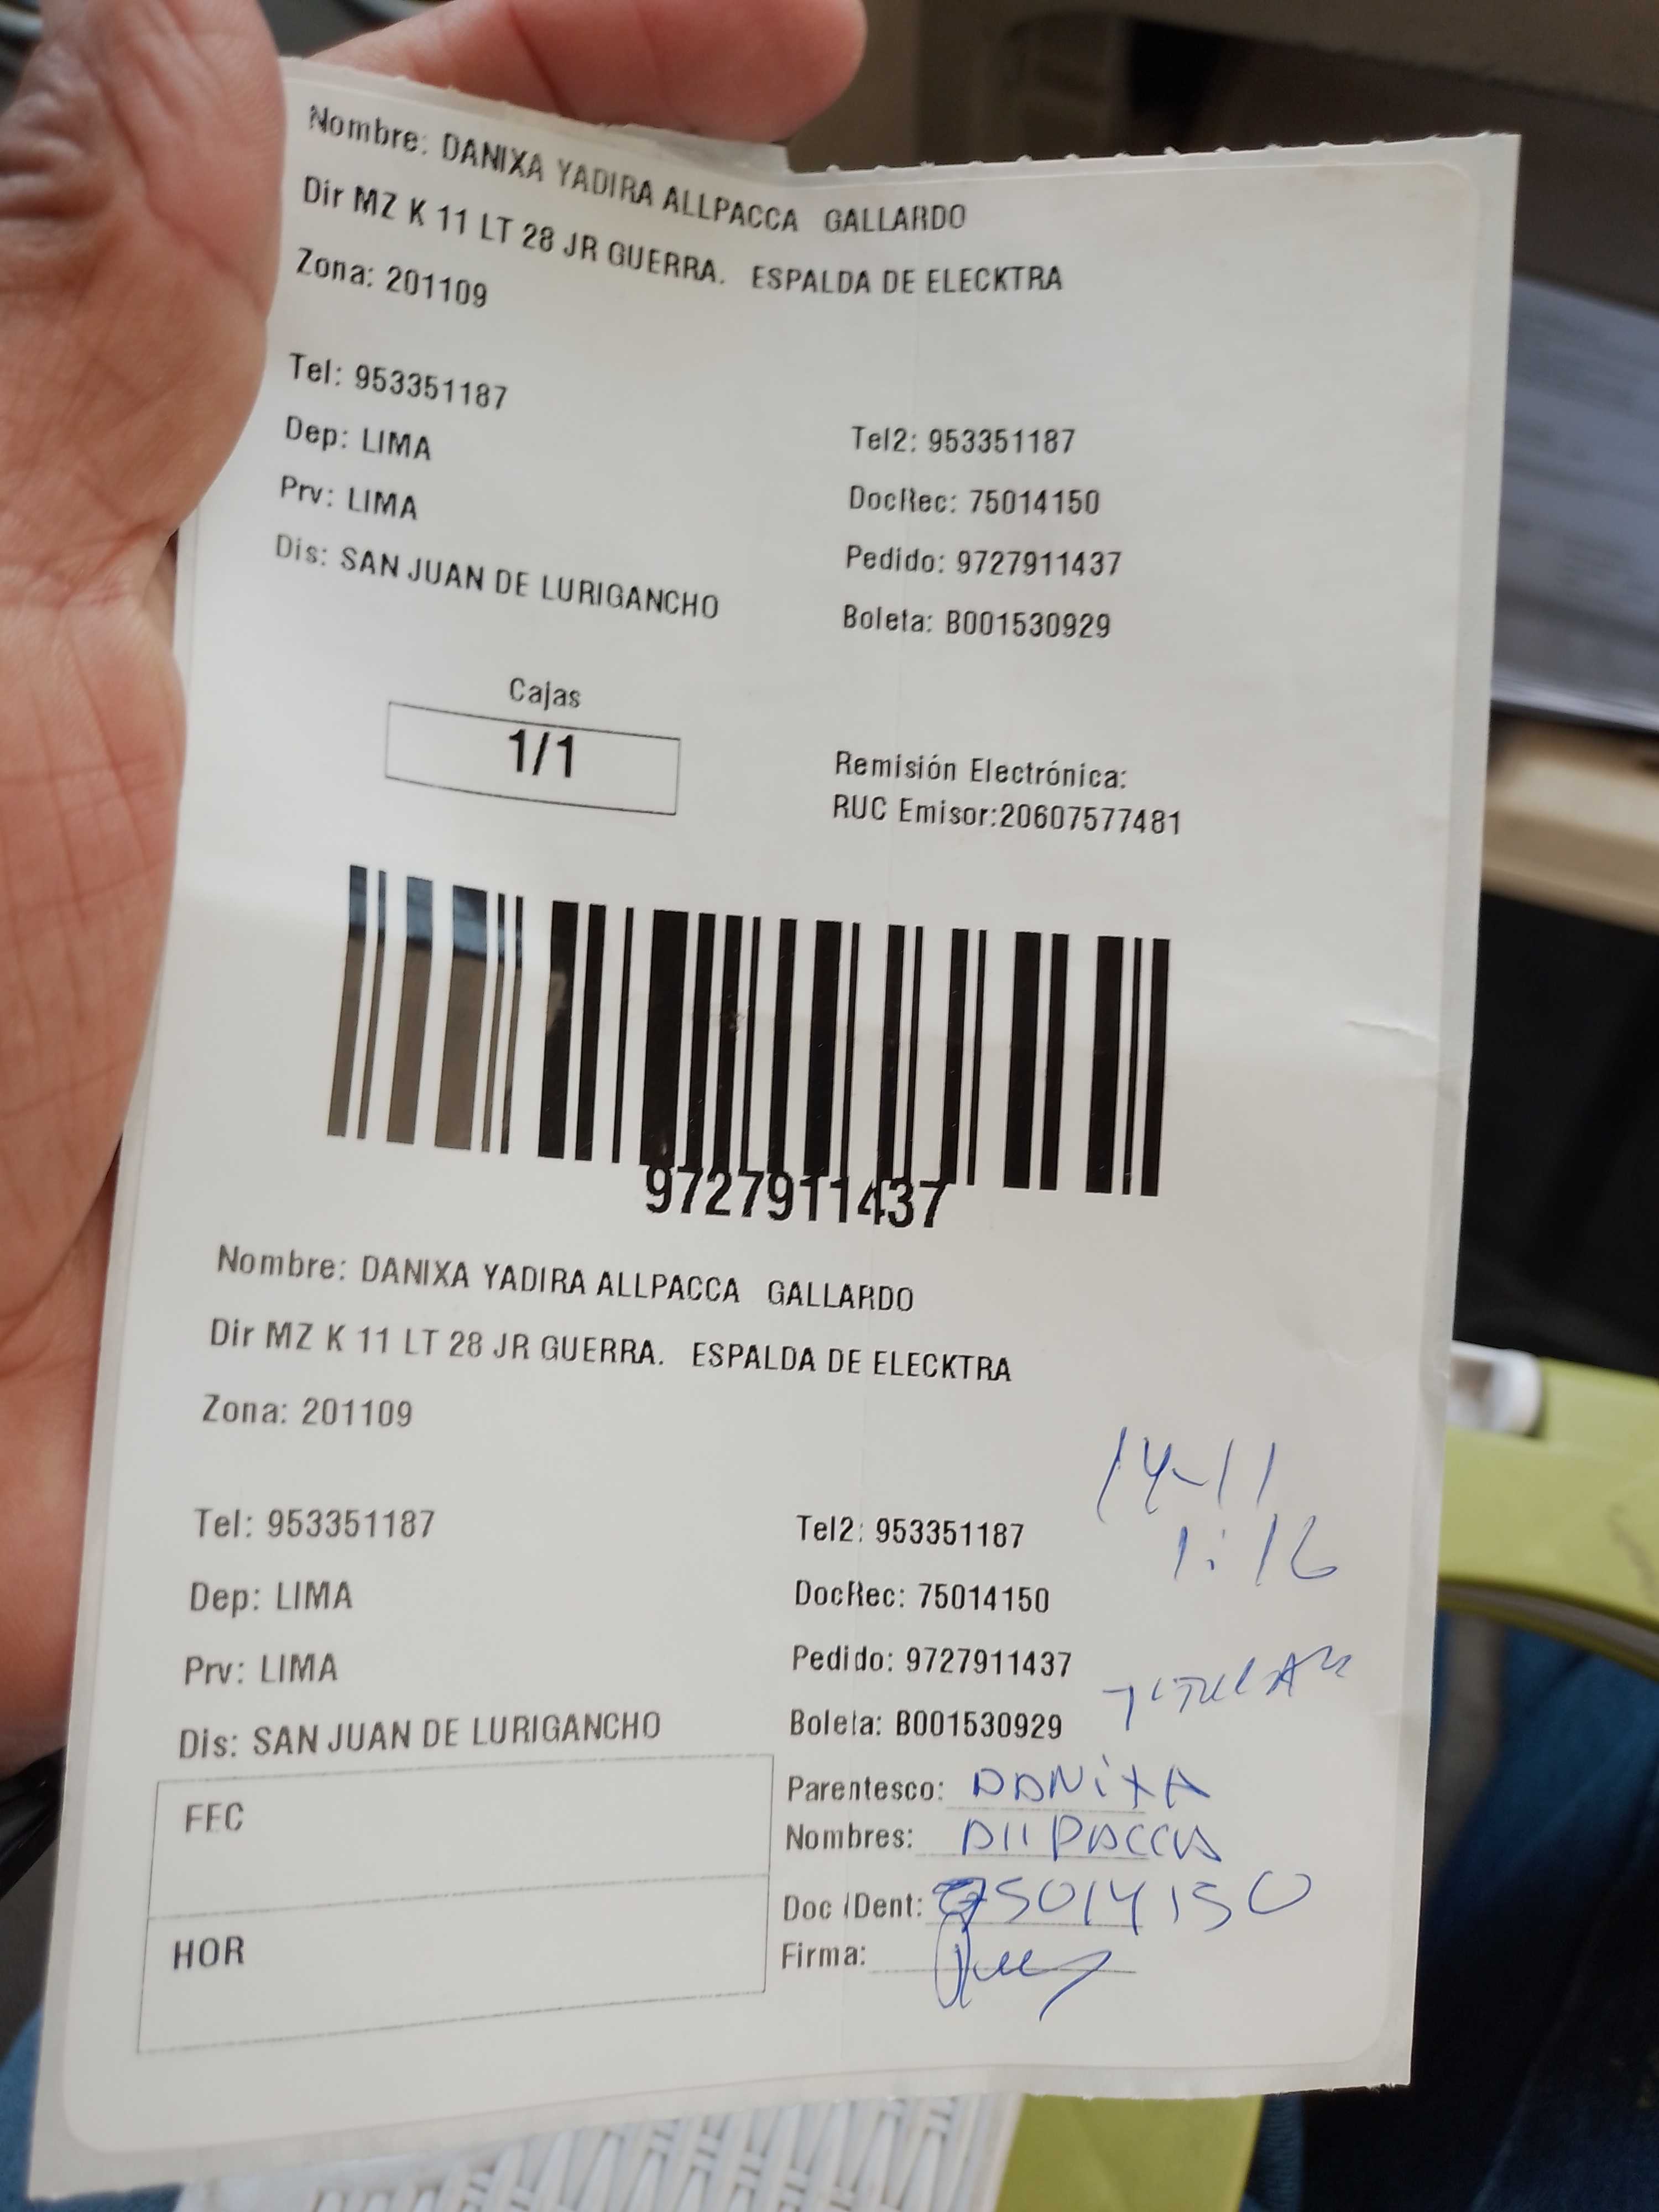 Nombre: DANIXA YADIRA ALLPACCA GALLARDO
Dir MZ K 11 LT 28 JR GUERRA. ESPALDA DE ELECKTRA
Zona: 201109
Tel: 953351187
Tel2: 953351187
Dep: LIMA
DocRec: 75014150
Prv: LIMA
Pedido: 9727911437
Dis: SAN JUAN DE LURIGANCHO
Boleta: B001530929
Cajas
1/1
Remisión Electrónica:
RUC Emisor:20607577481
9727911437
Nombre: DANIXA YADIRA ALLPACCA GALLARDO
Dir MZ K 11 LT 28 JR GUERRA. ESPALDA DE ELECKTRA
Zona: 201109
14-11
1:16
Tel: 953351187
Tel2: 953351187
Dep: LIMA
DocRec: 75014150
Prv: LIMA
Pedido: 9727911437
TITULAR
Dis: SAN JUAN DE LURIGANCHO
Boleta: B001530929
FEC
HOR
Parentesco: DANIXA
Nombres: AllPACCA
Doc IDent: 75014150
Firma: